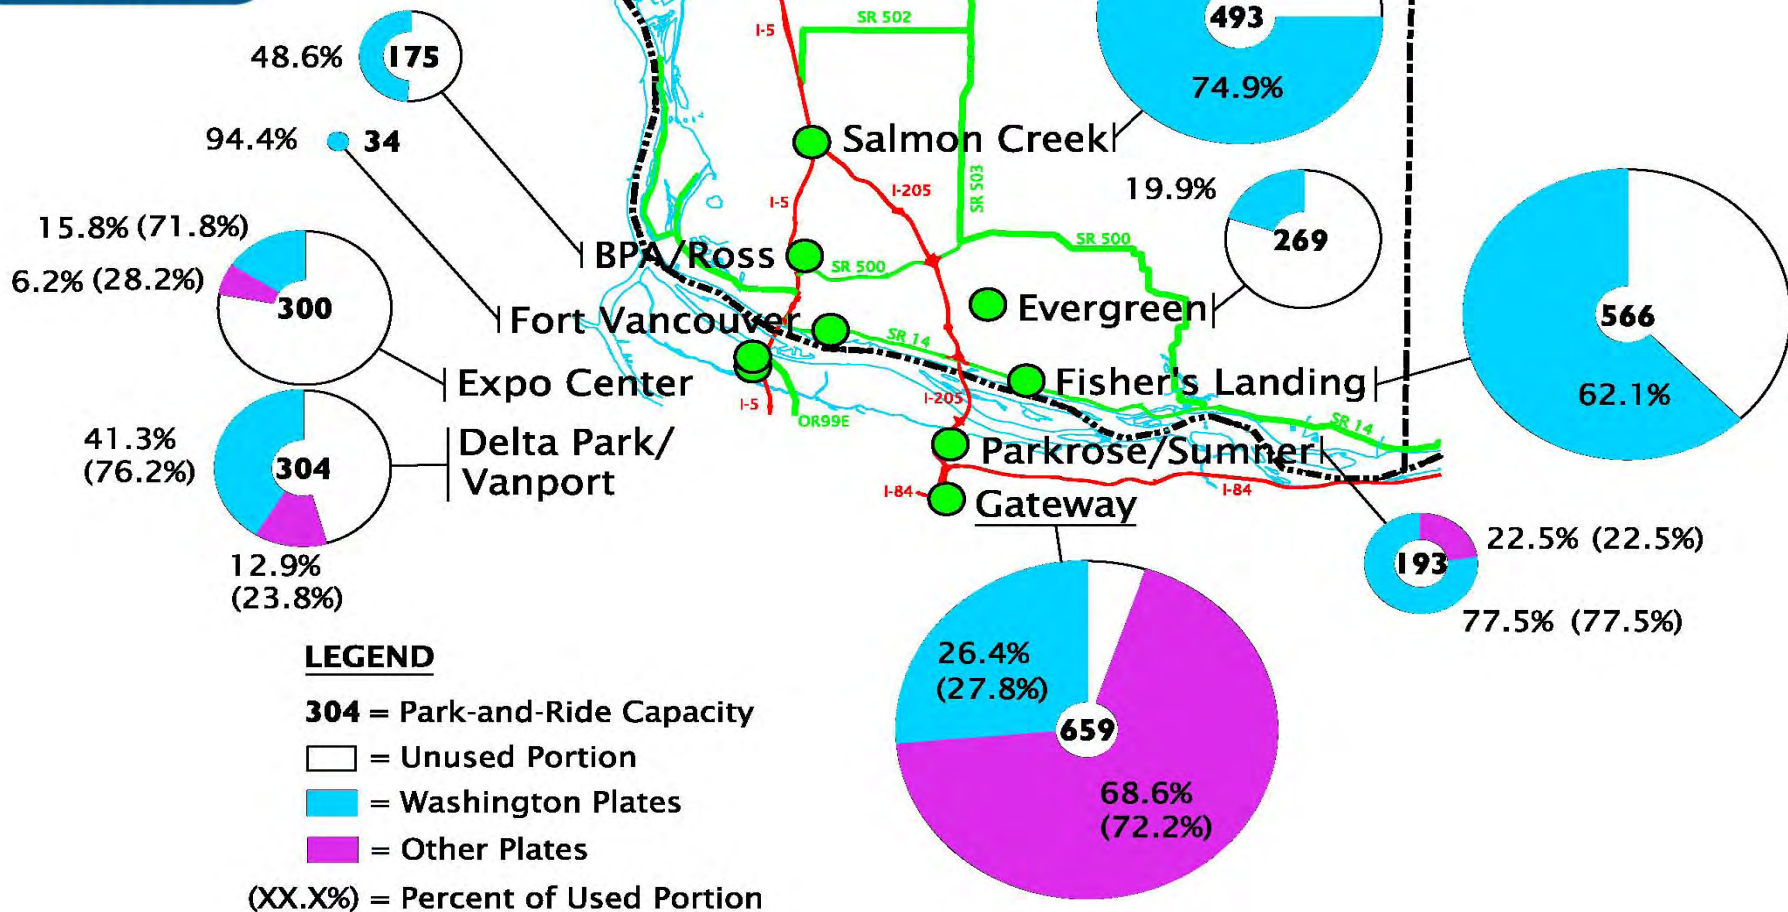 I-5
SR 502
493
74.9%
48.6%
175
94.4%
34
Salmon Creek
I-205
SR 503
I-5
19.9%
269
15.8% (71.8%)
6.2% (28.2%)
300
BPA/Ross
SR 500
SR 500
Evergreen
566
62.1%
Fort Vancouver
SR 14
Expo Center
Fisher's Landing
I-5
OR99E
I-205
SR 14
41.3%
(76.2%)
304
Delta Park/
Vanport
Parkrose/Sumner
I-84
I-84
Gateway
12.9%
(23.8%)
193
22.5% (22.5%)
77.5% (77.5%)
26.4%
(27.8%)
659
68.6%
(72.2%)
LEGEND
304 = Park-and-Ride Capacity
= Unused Portion
= Washington Plates
= Other Plates
(XX.X%) = Percent of Used Portion